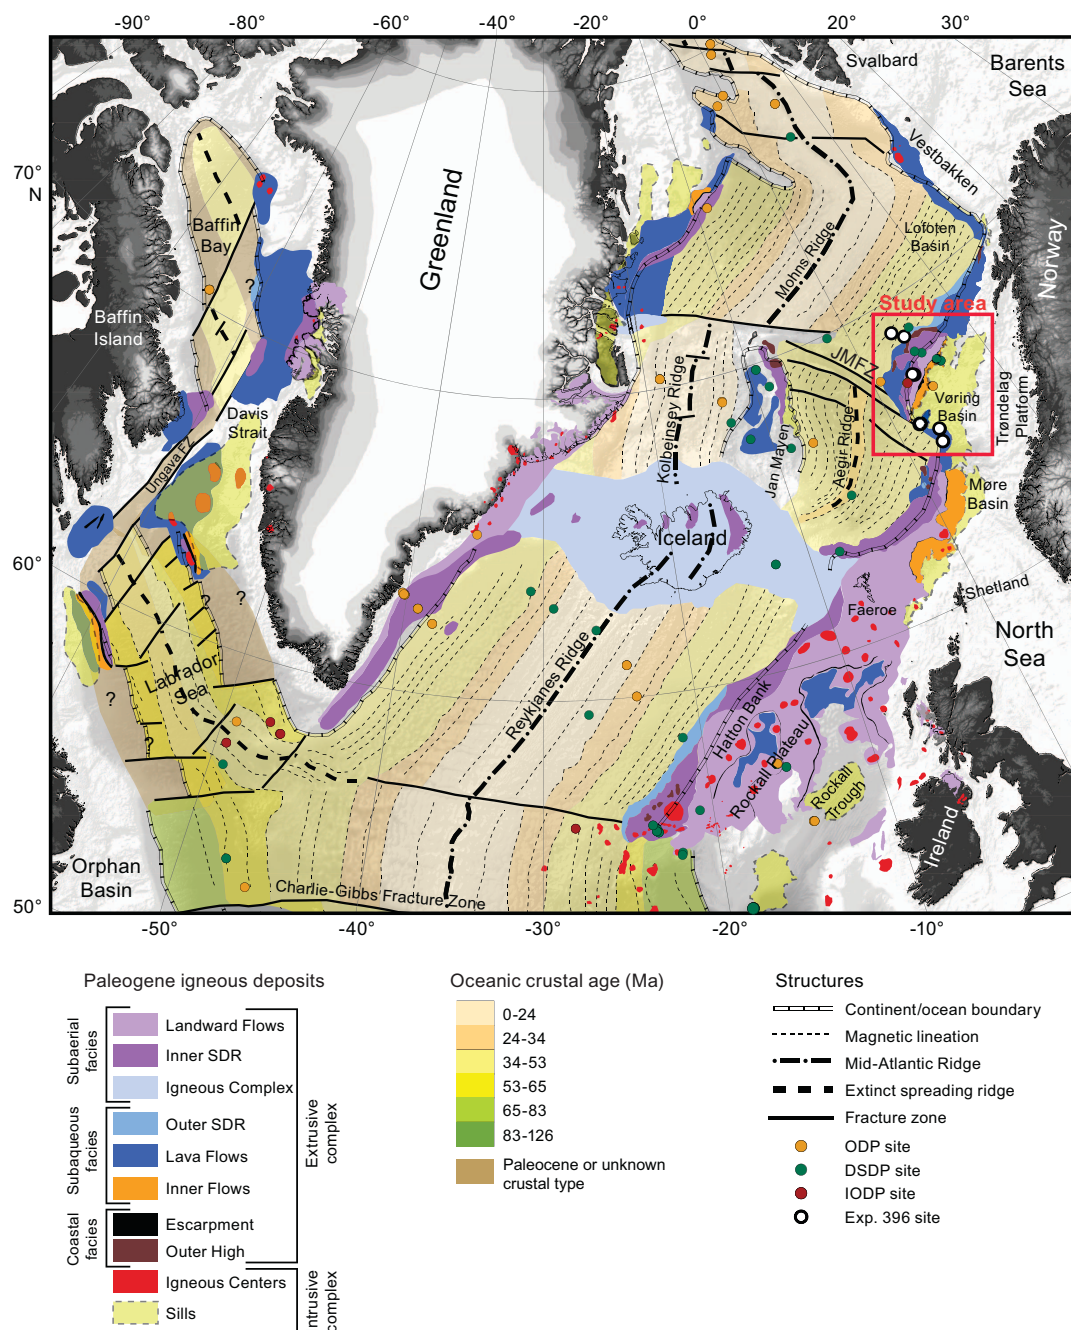 -90°
-80°
-60°
-40°
-20°
0°
20°
30°
Svalbard
Barents
Sea
70°
N
Vestbakken
Baffin
Bay
Greenland
Lofoten
Basin
Norway
Mohns Ridge
?
Study area
Baffin
Island
JMFZ
Kolbeinsey Ridge
Vøring
Basin
Trøndelag
Platform
Davis
Strait
Aegir Ridge
Jan Mayen
Ungava FZ
Møre
Basin
Iceland
60°
?
?
Shetland
Faeroe
North
Sea
Labrador
Sea
?
Reykjanes Ridge
Hatton Bank
?
Rockall Plateau
Rockall
Trough
Ireland
Orphan
Basin
Charlie-Gibbs Fracture Zone
50°
-50°
-40°
-30°
-20°
-10°
Paleogene igneous deposits
Subaerial
facies
Landward Flows
Inner SDR
Igneous Complex
Subaqueous
facies
Outer SDR
Lava Flows
Inner Flows
Coastal
facies
Escarpment
Outer High
Extrusive
complex
Igneous Centers
Sills
Intrusive
complex
Oceanic crustal age (Ma)
0-24
24-34
34-53
53-65
65-83
83-126
Paleocene or unknown
crustal type
Structures
Continent/ocean boundary
Magnetic lineation
Mid-Atlantic Ridge
Extinct spreading ridge
Fracture zone
ODP site
DSDP site
IODP site
Exp. 396 site